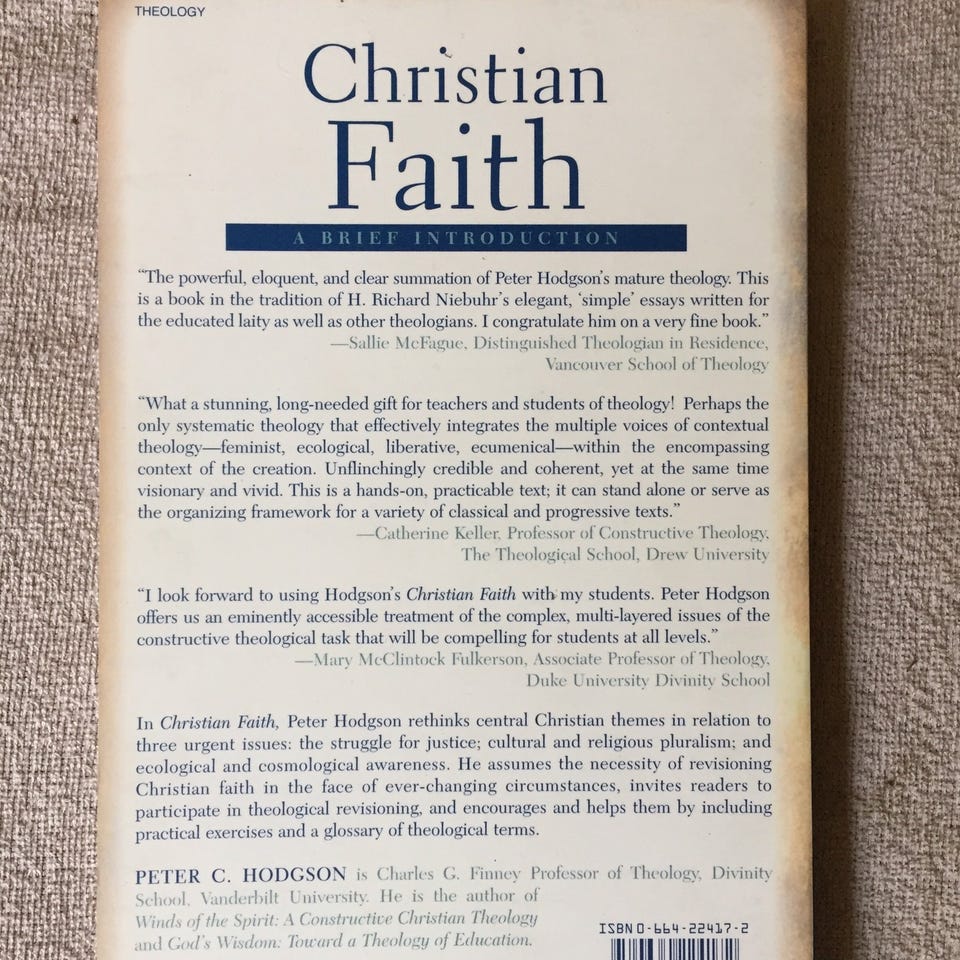 THEOLOGY
Christian
Faith
A BRIEF INTRODUCTION
“The powerful, eloquent, and clear summation of Peter Hodgson’s mature theology. This
is a book in the tradition of H. Richard Niebuhr’s elegant, ‘simple’ essays written for
the educated laity as well as other theologians. I congratulate him on a very fine book.”
—Sallie McFague, Distinguished Theologian in Residence,
Vancouver School of Theology
“What a stunning, long-needed gift for teachers and students of theology! Perhaps the
only systematic theology that effectively integrates the multiple voices of contextual
theology—feminist, ecological, liberative, ecumenical—within the encompassing
context of the creation. Unflinchingly credible and coherent, yet at the same time
visionary and vivid. This is a hands-on, practicable text; it can stand alone or serve as
the organizing framework for a variety of classical and progressive texts.”
—Catherine Keller, Professor of Constructive Theology,
The Theological School, Drew University
“I look forward to using Hodgson’s Christian Faith with my students. Peter Hodgson
offers us an eminently accessible treatment of the complex, multi-layered issues of the
constructive theological task that will be compelling for students at all levels.”
—Mary McClintock Fulkerson, Associate Professor of Theology,
Duke University Divinity School
In Christian Faith, Peter Hodgson rethinks central Christian themes in relation to
three urgent issues: the struggle for justice; cultural and religious pluralism; and
ecological and cosmological awareness. He assumes the necessity of revisioning
Christian faith in the face of ever-changing circumstances, invites readers to
participate in theological revisioning, and encourages and helps them by including
practical exercises and a glossary of theological terms.
PETER C. HODGSON is Charles G. Finney Professor of Theology, Divinity
School, Vanderbilt University. He is the author of
Winds of the Spirit: A Constructive Christian Theology
and God’s Wisdom: Toward a Theology of Education.
ISBN 0-664-22417-2